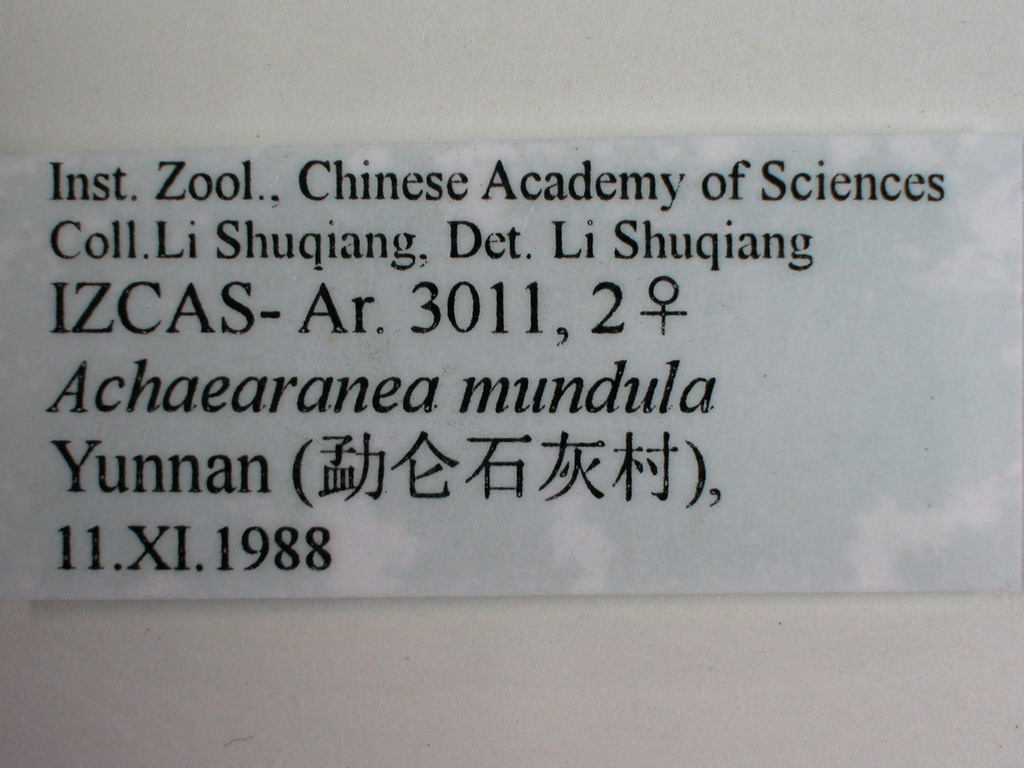 Inst. Zool., Chinese Academy of Sciences
Coll.Li Shuqiang, Det. Li Shuqiang
IZCAS- Ar. 3011, 2♀
Achaearanea mundula
Yunnan (勐仑石灰村),
11.XI.1988